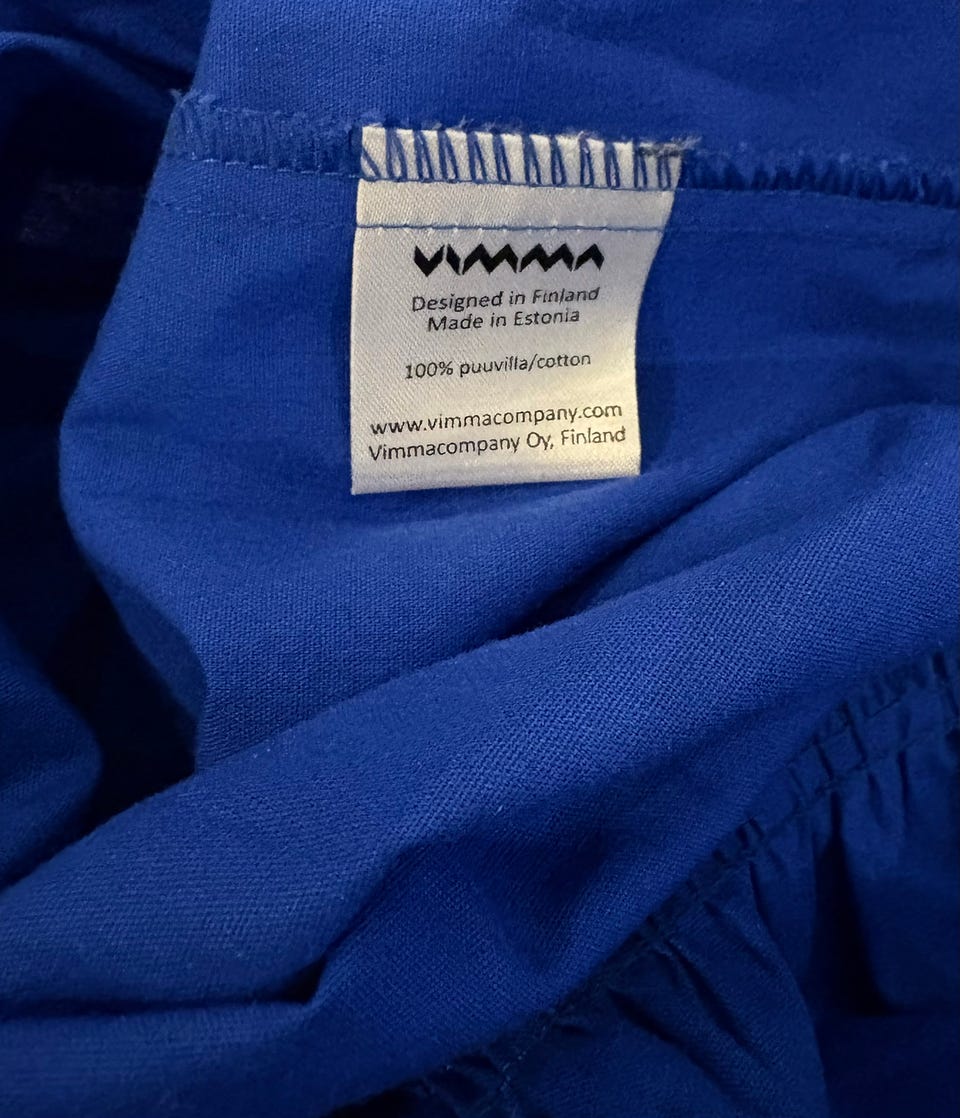 VIMMA
Designed in Finland
Made in Estonia
100% puuvilla/cotton
www.vimmacompany.com
Vimmacompany Oy, Finland